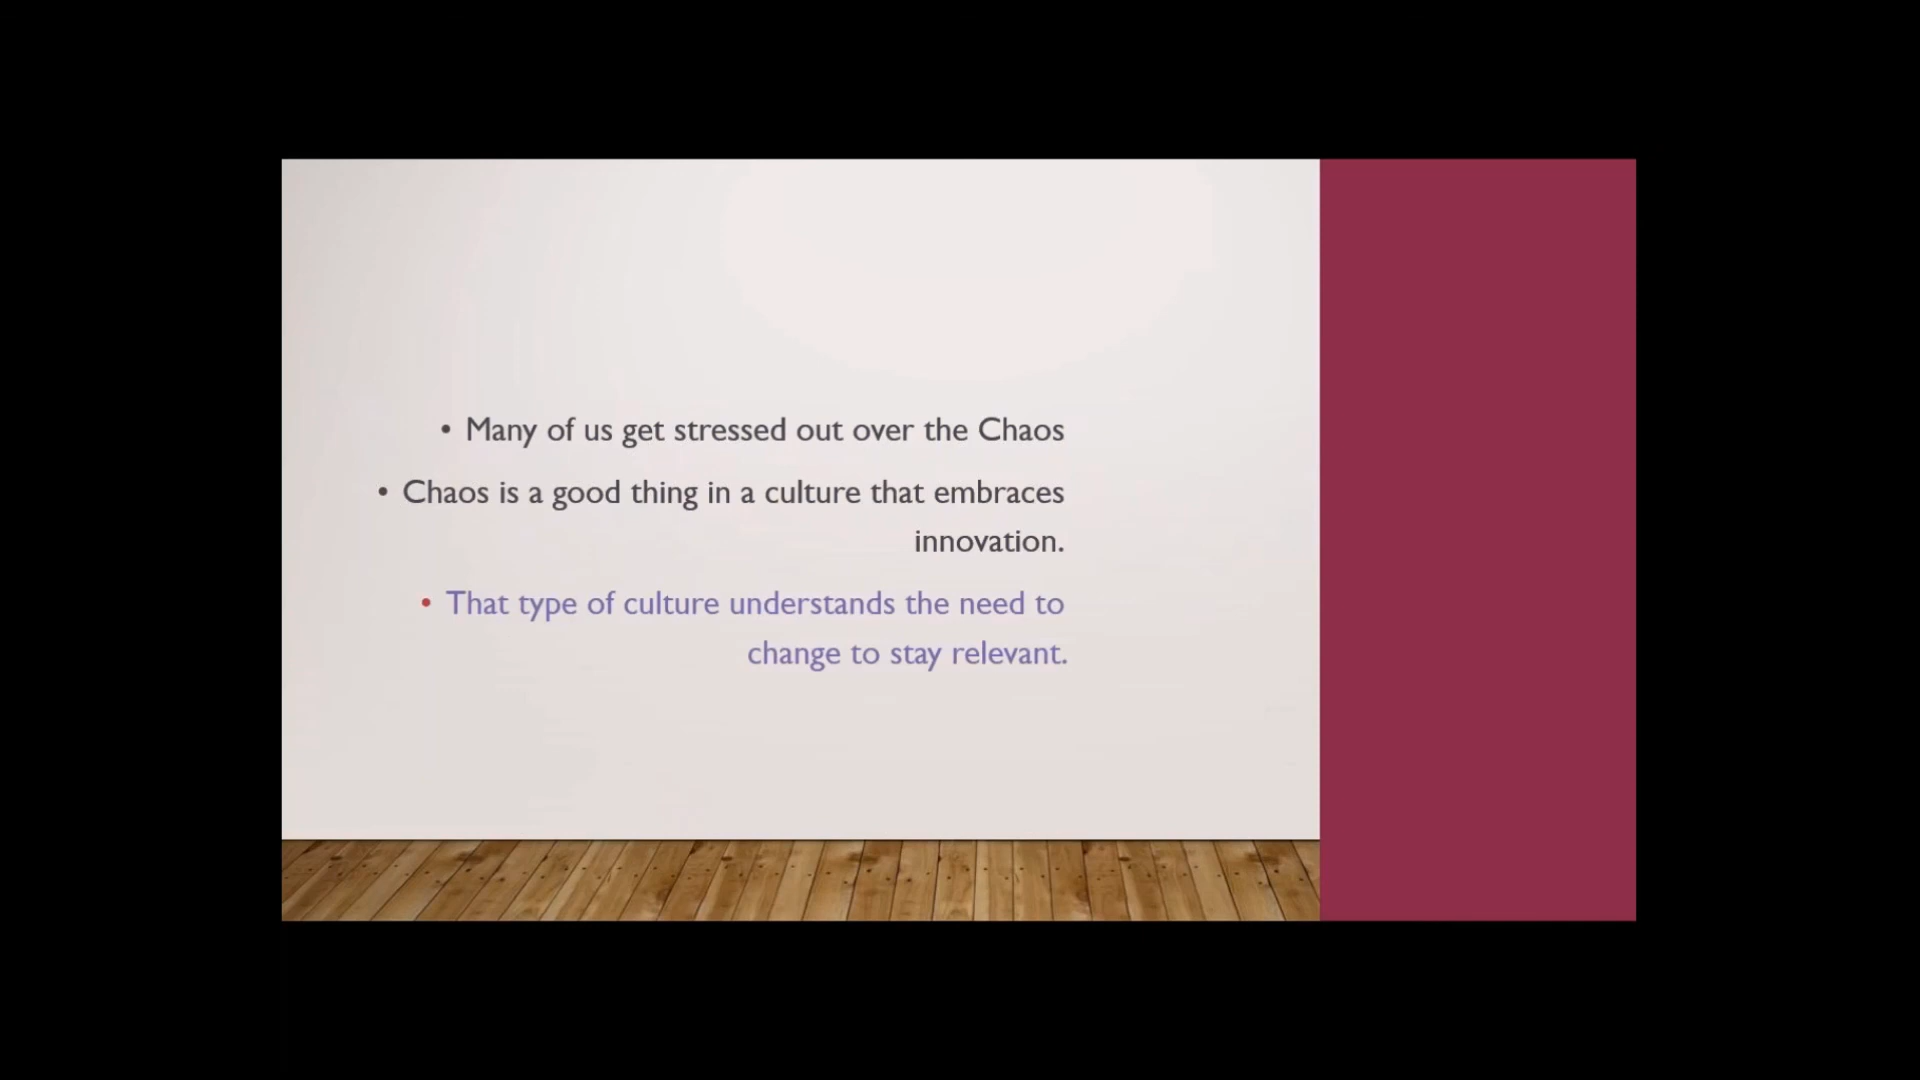 • Many of us get stressed out over the Chaos
• Chaos is a good thing in a culture that embraces
innovation.
• That type of culture understands the need to
change to stay relevant.